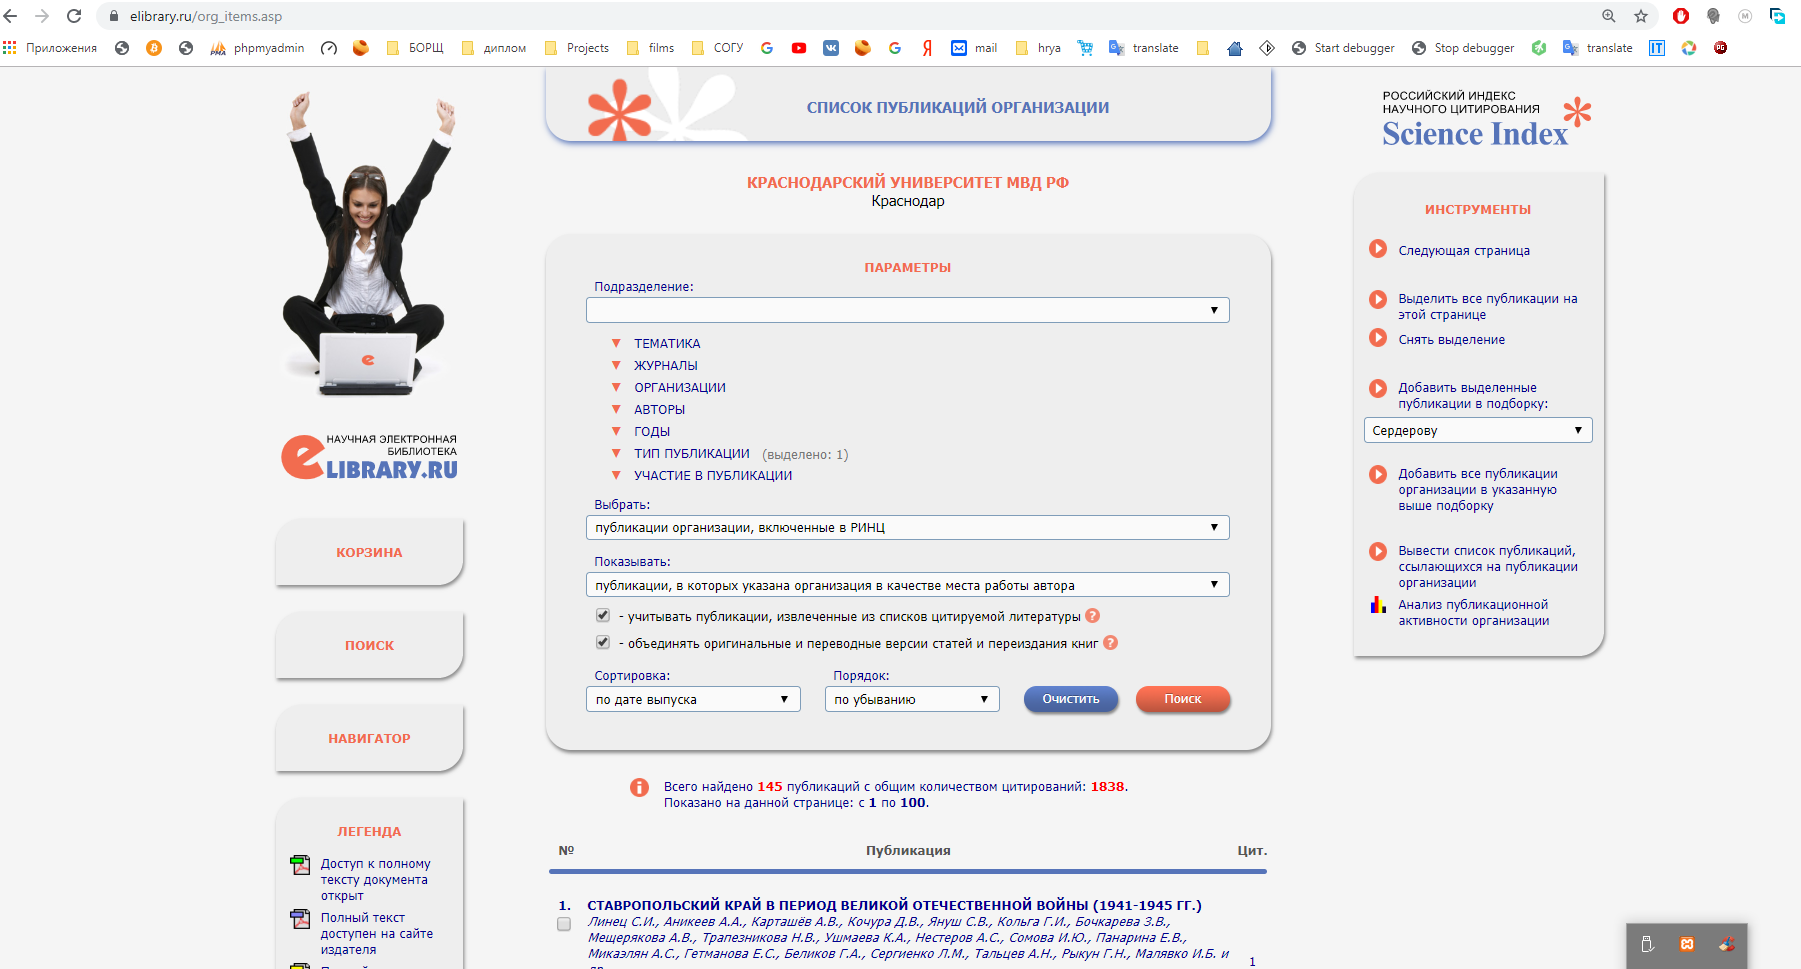 elibrary.ru/org_items.asp
Приложения
phpmyadmin
БОРЩ
диплом
Projects
films
СОГУ
mail
hrya
translate
Start debugger
Stop debugger
translate
СПИСОК ПУБЛИКАЦИЙ ОРГАНИЗАЦИИ
КРАСНОДАРСКИЙ УНИВЕРСИТЕТ МВД РФ
Краснодар
НАУЧНАЯ ЭЛЕКТРОННАЯ
БИБЛИОТЕКА
eLIBRARY.RU
КОРЗИНА
ПОИСК
НАВИГАТОР
ЛЕГЕНДА
Доступ к полному
тексту документа
открыт
Полный текст
доступен на сайте
издателя
ПАРАМЕТРЫ
Подразделение:
ТЕМАТИКА
ЖУРНАЛЫ
ОРГАНИЗАЦИИ
АВТОРЫ
ГОДЫ
ТИП ПУБЛИКАЦИИ (выделено: 1)
УЧАСТИЕ В ПУБЛИКАЦИИ
Выбрать:
публикации организации, включенные в РИНЦ
Показывать:
публикации, в которых указана организация в качестве места работы автора
- учитывать публикации, извлеченные из списков цитируемой литературы ?
- объединять оригинальные и переводные версии статей и переиздания книг ?
Сортировка: Порядок:
по дате выпуска по убыванию Очистить Поиск
Всего найдено 145 публикаций с общим количеством цитирований: 1838.
Показано на данной странице: с 1 по 100.
№ Публикация Цит.
1. СТАВРОПОЛЬСКИЙ КРАЙ В ПЕРИОД ВЕЛИКОЙ ОТЕЧЕСТВЕННОЙ ВОЙНЫ (1941-1945 ГГ.)
Линец С.И., Аникеев А.А., Карташёв А.В., Кочура Д.В., Януш С.В., Кольга Г.И., Бочкарева З.В.,
Мещерякова А.В., Трапезникова Н.В., Ушмаева К.А., Нестеров А.С., Сомова И.Ю., Панарина Е.В.,
Микаэлян А.С., Гетманова Е.С., Беликов Г.А., Сергиенко Л.М., Тальцев А.Н., Рыкун Г.Н., Малявко И.Б. и
1
РОССИЙСКИЙ ИНДЕКС
НАУЧНОГО ЦИТИРОВАНИЯ
Science Index
ИНСТРУМЕНТЫ
Следующая страница
Выделить все публикации на
этой странице
Снять выделение
Добавить выделенные
публикации в подборку:
Сердерову
Добавить все публикации
организации в указанную
выше подборку
Вывести список публикаций,
ссылающихся на публикации
организации
Анализ публикационной
активности организации